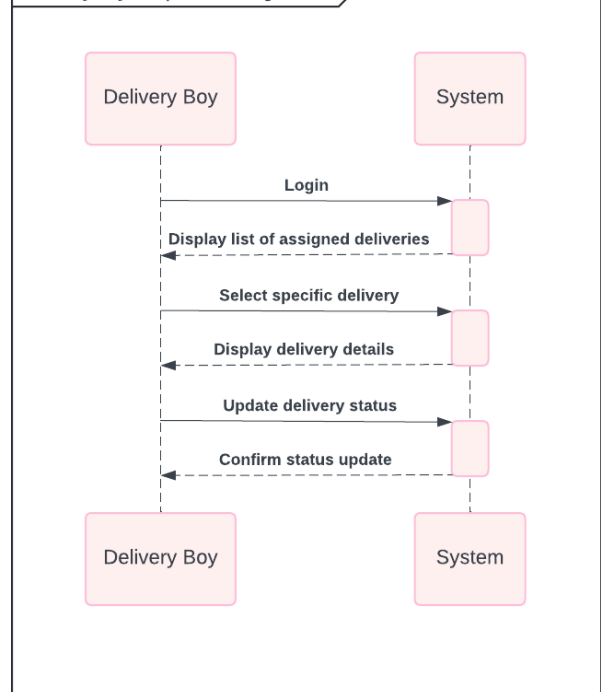 Delivery Boy
System
Login
Display list of assigned deliveries
Select specific delivery
Display delivery details
Update delivery status
Confirm status update
Delivery Boy
System